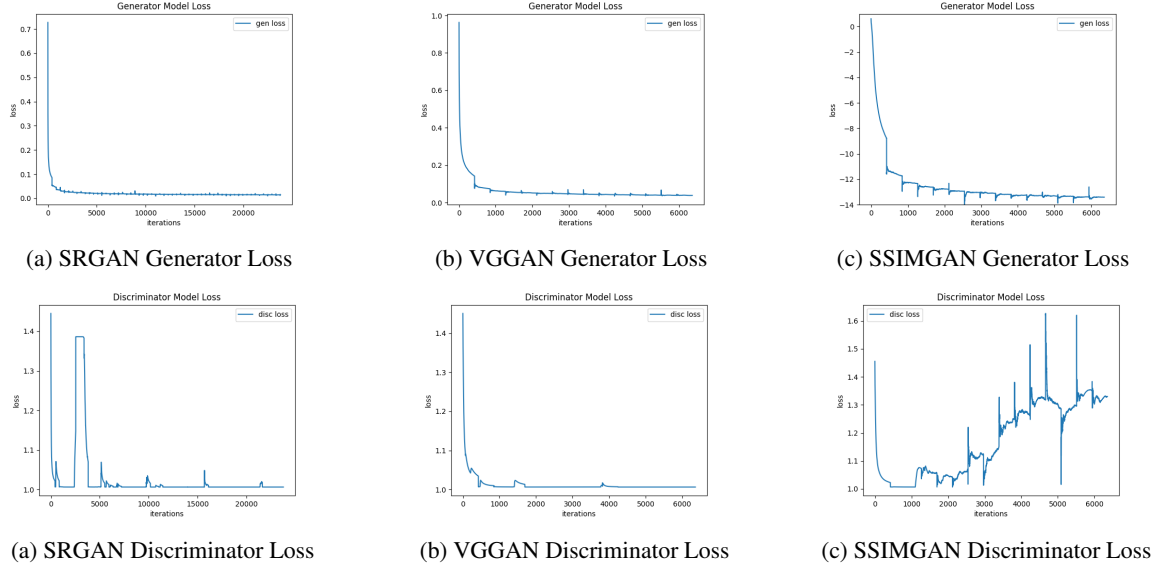 Generator Model Loss
gen loss
0.7
0.6
0.5
0.4
0.3
0.2
0.1
0.0
loss
0 5000 10000 15000 20000
iterations
(a) SRGAN Generator Loss
Generator Model Loss
gen loss
1.0
0.8
0.6
0.4
0.2
0.0
loss
0 1000 2000 3000 4000 5000 6000
iterations
(b) VGGAN Generator Loss
Generator Model Loss
gen loss
0
−2
−4
−6
−8
−10
−12
−14
loss
0 1000 2000 3000 4000 5000 6000
iterations
(c) SSIMGAN Generator Loss
Discriminator Model Loss
disc loss
1.4
1.3
1.2
1.1
1.0
loss
0 5000 10000 15000 20000
iterations
(a) SRGAN Discriminator Loss
Discriminator Model Loss
disc loss
1.4
1.3
1.2
1.1
1.0
loss
0 1000 2000 3000 4000 5000 6000
iterations
(b) VGGAN Discriminator Loss
Discriminator Model Loss
disc loss
1.6
1.5
1.4
1.3
1.2
1.1
1.0
loss
0 1000 2000 3000 4000 5000 6000
iterations
(c) SSIMGAN Discriminator Loss